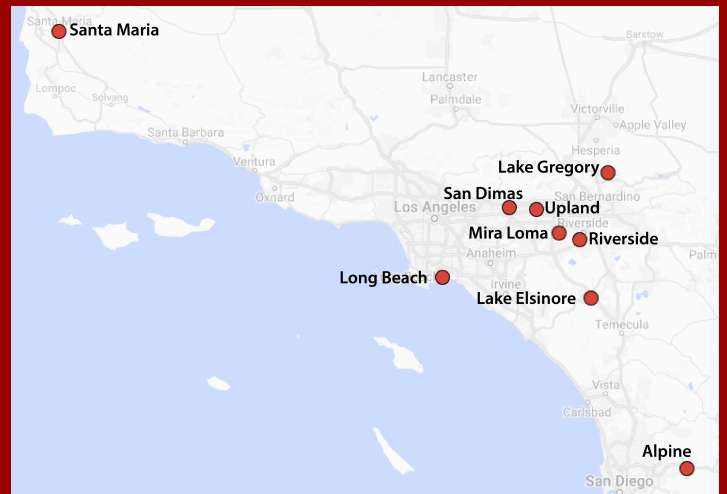 Santa Maria
Santa Maria
Barstow
Lompoc
Solvang
Lancaster
Palmdale
Victorville
Apple Valley
Santa Barbara
Hesperia
Ventura
Lake Gregory
Oxnard
San Dimas
San Bernardino
Los Angeles
Upland
Riverside
Mira Loma
Riverside
Anaheim
Palm
Long Beach
Irvine
Lake Elsinore
Temecula
Vista
Carlsbad
Alpine
San Diego